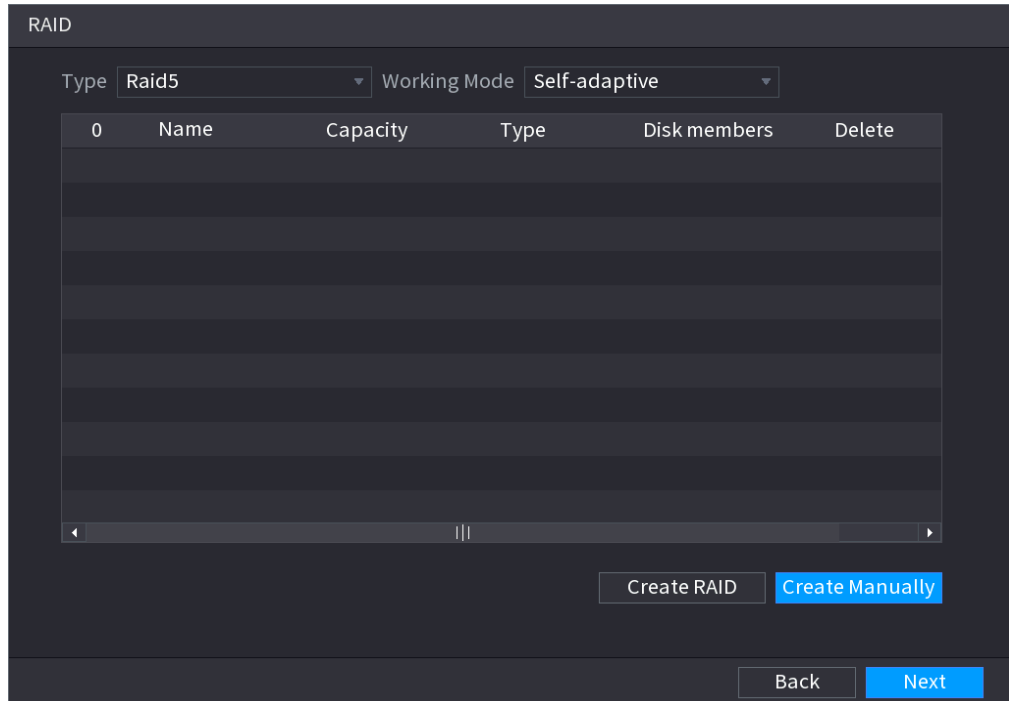 RAID
Type Raid5 Working Mode Self-adaptive
0 Name Capacity Type Disk members Delete
Create RAID Create Manually
Back Next